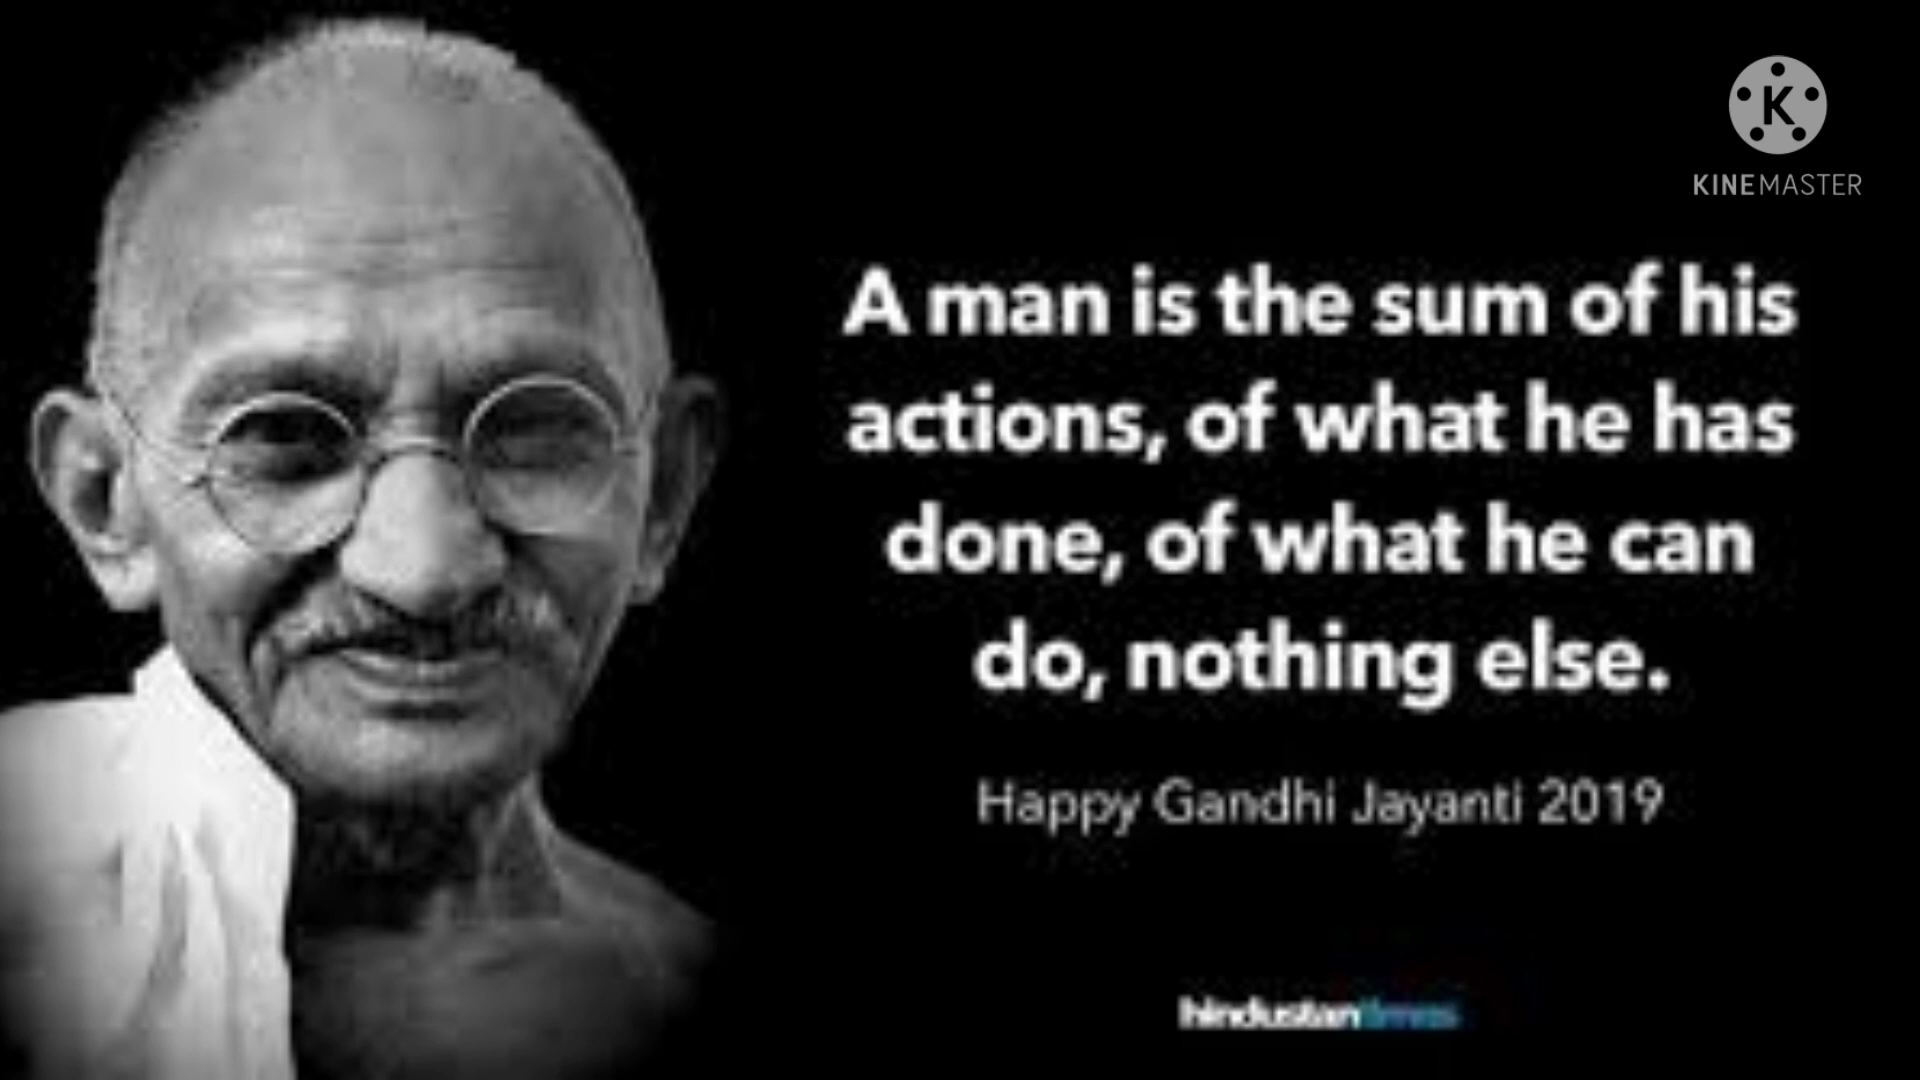 K
KINEMASTER
A man is the sum of his
actions, of what he has
done, of what he can
do, nothing else.
Happy Gandhi Jayanti 2019
hindustantimes